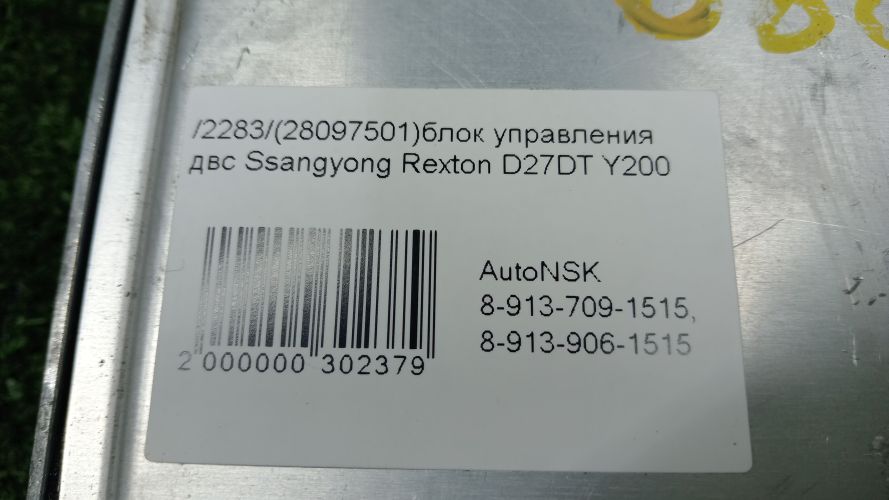 /2283/(28097501)блок управления
двс Ssangyong Rexton D27DT Y200
AutoNSK
8-913-709-1515,
8-913-906-1515
2 000000 302379